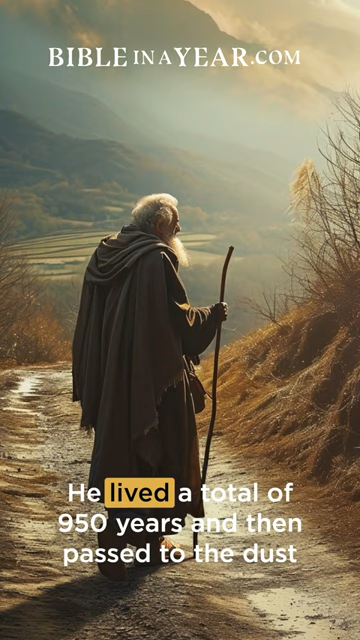 BIBLE IN A YEAR.COM
He lived a total of
950 years and then
passed to the dust